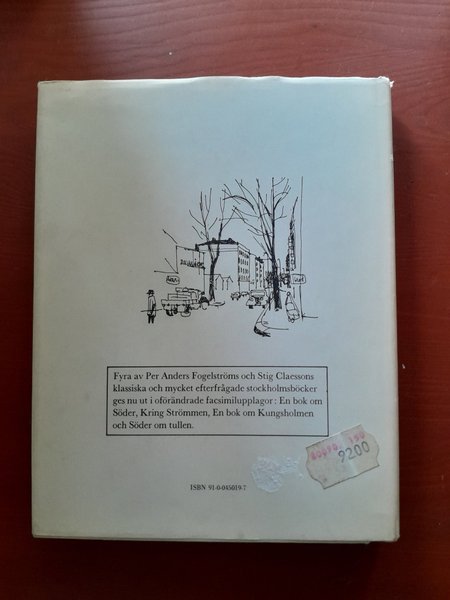 Fyra av Per Anders Fogelströms och Stig Claessons
klassiska och mycket efterfrågade stockholmsböcker
ges nu ut i oförändrade facsimilupplagor: En bok om
Söder, Kring Strömmen, En bok om Kungsholmen
och Söder om tullen.
9200
ISBN 91-0-045019-7